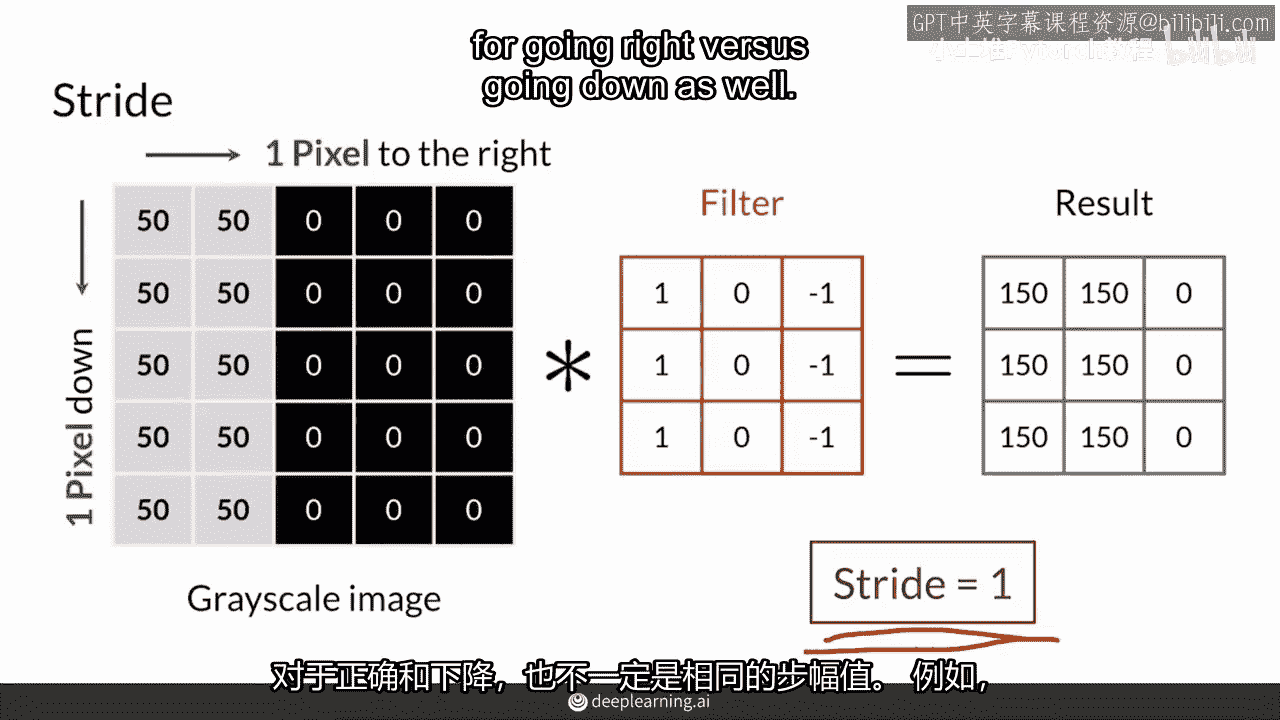 GPT中英字幕课程资源@bilibili.com
for going right versus
going down as well.
Stride
1 Pixel to the right
1 Pixel down
50 50 0 0 0
50 50 0 0 0
50 50 0 0 0
50 50 0 0 0
50 50 0 0 0
Grayscale image
*
Filter
1 0 -1
1 0 -1
1 0 -1
=
Result
150 150 0
150 150 0
150 150 0
Stride = 1
对于正确和下降，也不一定是相同的步幅值。 例如，
deeplearning.ai